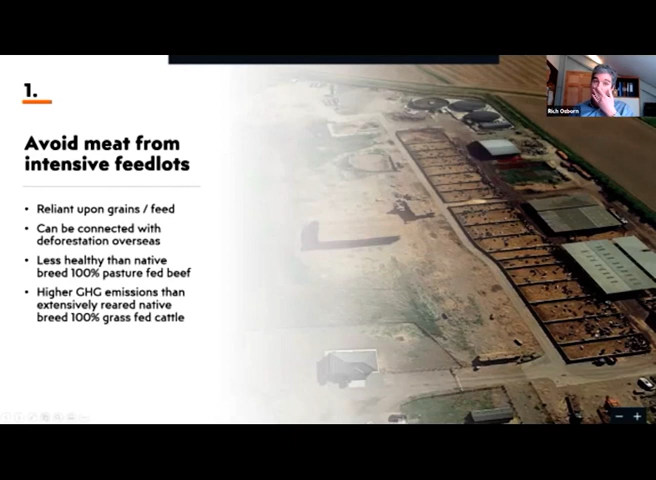 1.
Rich Osborn
Avoid meat from
intensive feedlots
• Reliant upon grains / feed
• Can be connected with
deforestation overseas
• Less healthy than native
breed 100% pasture fed beef
• Higher GHG emissions than
extensively reared native
breed 100% grass fed cattle